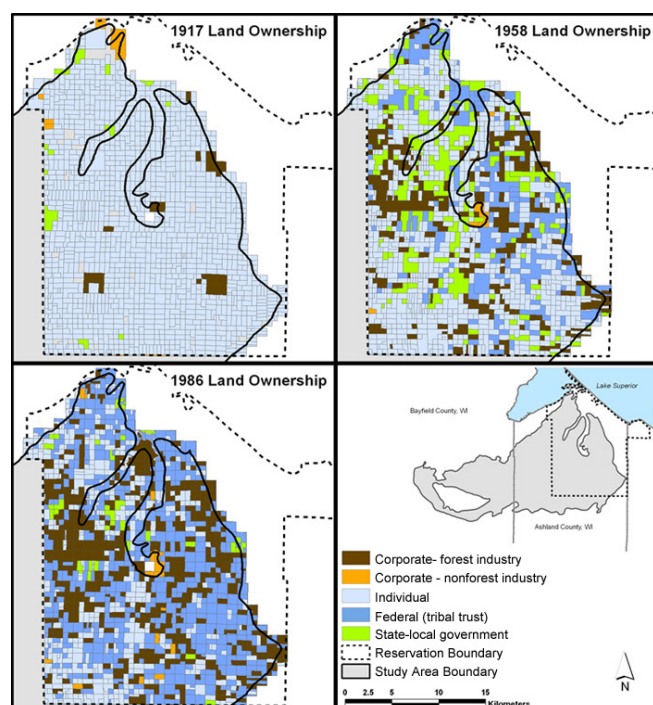 1917 Land Ownership
1958 Land Ownership
1986 Land Ownership
Lake Superior
Bayfield County, WI
Ashland County, WI
Corporate- forest industry
Corporate - nonforest industry
Individual
Federal (tribal trust)
State-local government
Reservation Boundary
Study Area Boundary
N
0 2.5 5 10 15
Kilometers